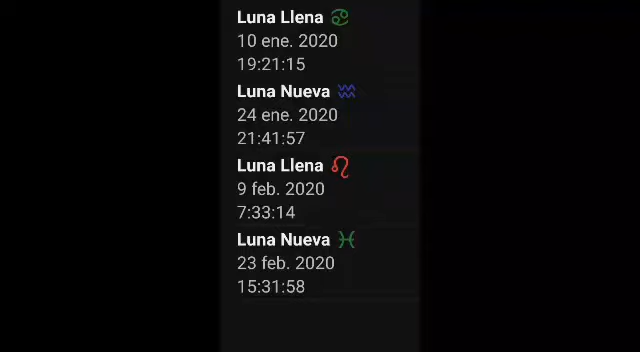 Luna Llena ♋
10 ene. 2020
19:21:15
Luna Nueva ♒
24 ene. 2020
21:41:57
Luna Llena ♌
9 feb. 2020
7:33:14
Luna Nueva ♓
23 feb. 2020
15:31:58